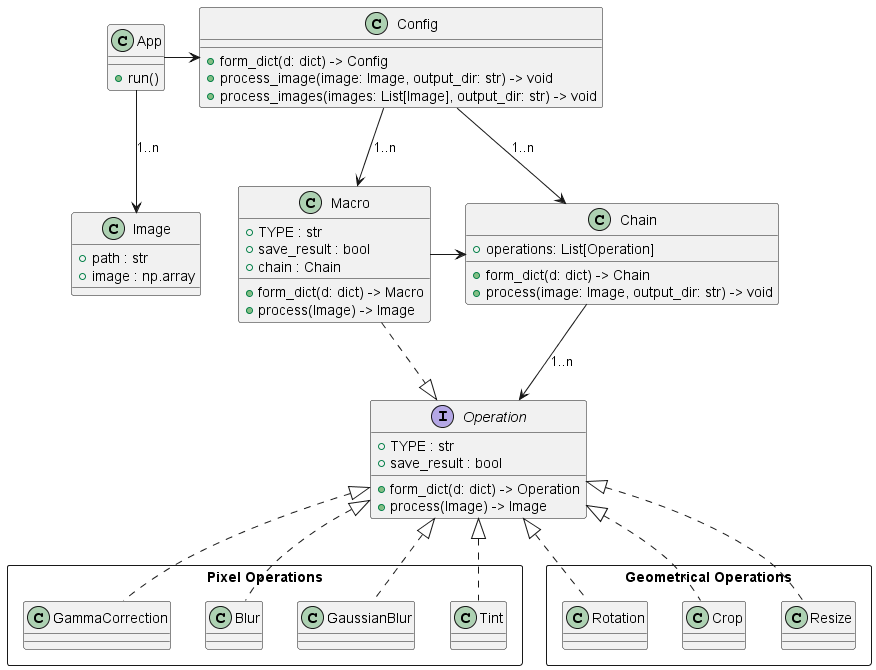 C App
+ run()
C Config
form_dict(d: dict) -> Config
process_image(image: Image, output_dir: str) -> void
process_images(images: List[Image], output_dir: str) -> void
1..n
1..n
1..n
C Image
path : str
image : np.array
C Macro
TYPE : str
save_result : bool
chain : Chain
form_dict(d: dict) -> Macro
process(Image) -> Image
C Chain
operations: List[Operation]
form_dict(d: dict) -> Chain
process(image: Image, output_dir: str) -> void
1..n
I Operation
TYPE : str
save_result : bool
form_dict(d: dict) -> Operation
process(Image) -> Image
Pixel Operations
C GammaCorrection
C Blur
C GaussianBlur
C Tint
Geometrical Operations
C Rotation
C Crop
C Resize